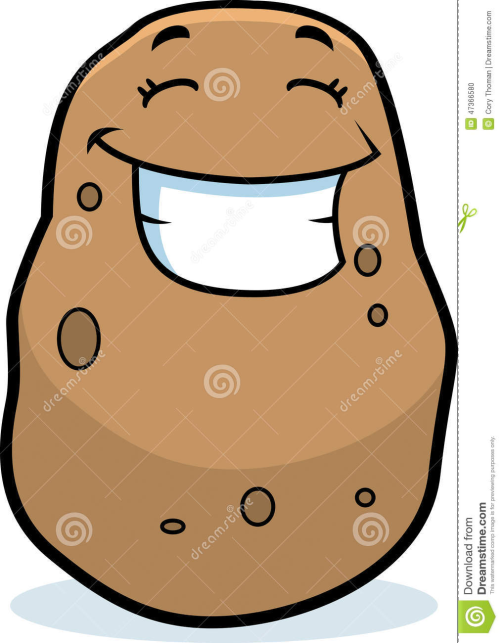 dreamstime
dreamstime
dreamstime
dreamstime
dreamstime
dreamstime
dreamstime
47366580
© Cory Thoman | Dreamstime.com
Download from
Dreamstime.com
This watermarked comp image is for previewing purposes only.